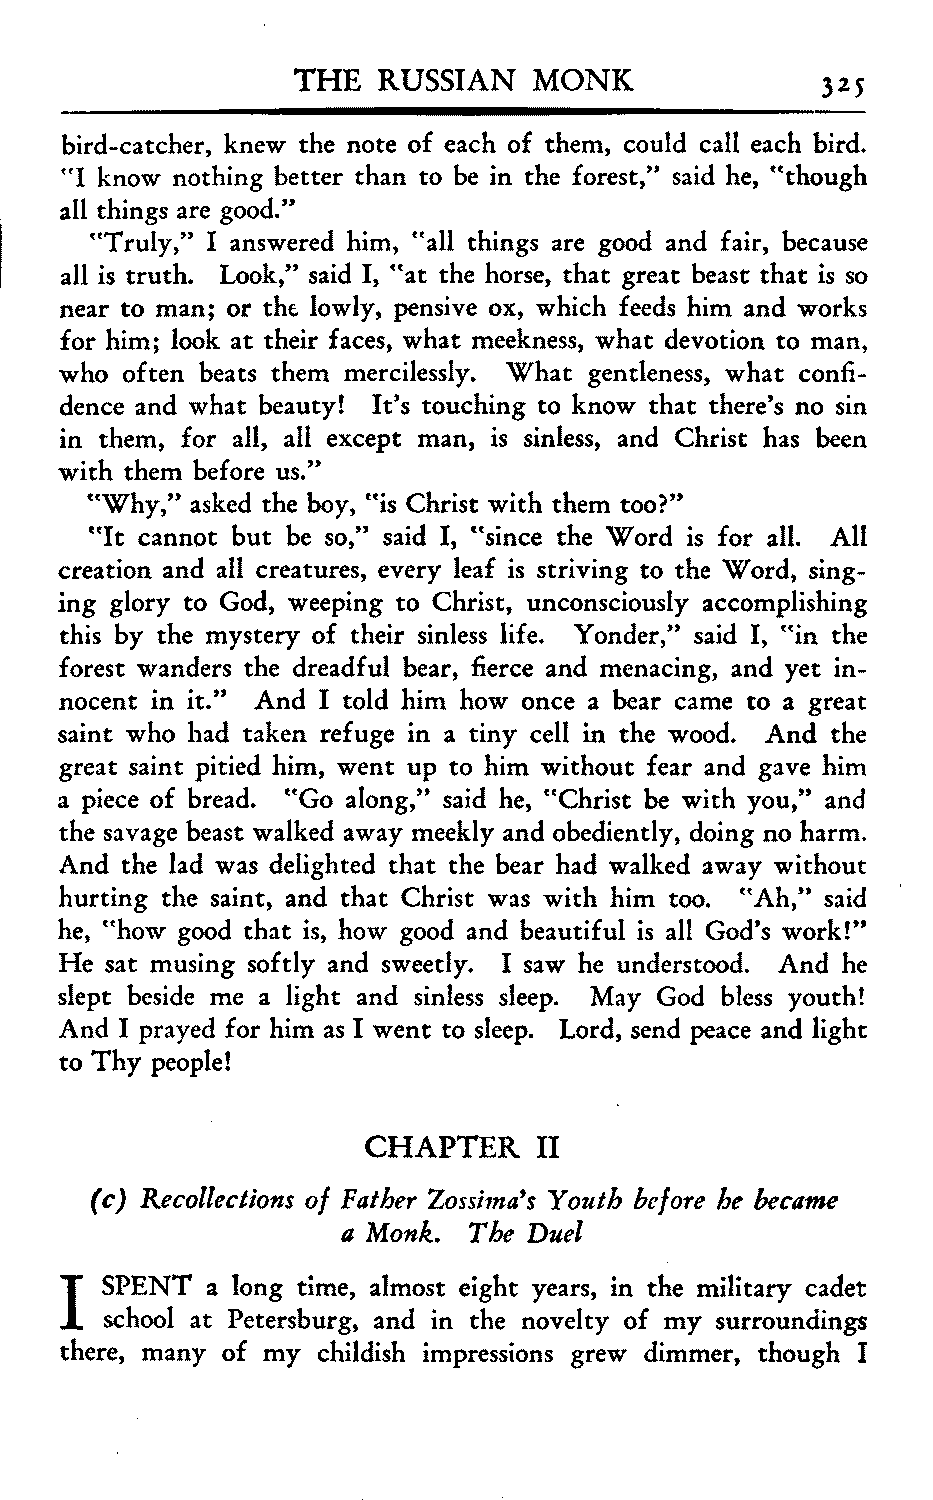 THE RUSSIAN MONK 325
bird-catcher, knew the note of each of them, could call each bird.
"I know nothing better than to be in the forest," said he, "though
all things are good."
"Truly," I answered him, "all things are good and fair, because
all is truth. Look," said I, "at the horse, that great beast that is so
near to man; or the lowly, pensive ox, which feeds him and works
for him; look at their faces, what meekness, what devotion to man,
who often beats them mercilessly. What gentleness, what confi-
dence and what beauty! It's touching to know that there's no sin
in them, for all, all except man, is sinless, and Christ has been
with them before us."
"Why," asked the boy, "is Christ with them too?"
"It cannot but be so," said I, "since the Word is for all. All
creation and all creatures, every leaf is striving to the Word, sing-
ing glory to God, weeping to Christ, unconsciously accomplishing
this by the mystery of their sinless life. Yonder," said I, "in the
forest wanders the dreadful bear, fierce and menacing, and yet in-
nocent in it." And I told him how once a bear came to a great
saint who had taken refuge in a tiny cell in the wood. And the
great saint pitied him, went up to him without fear and gave him
a piece of bread. "Go along," said he, "Christ be with you," and
the savage beast walked away meekly and obediently, doing no harm.
And the lad was delighted that the bear had walked away without
hurting the saint, and that Christ was with him too. "Ah," said
he, "how good that is, how good and beautiful is all God's work!"
He sat musing softly and sweetly. I saw he understood. And he
slept beside me a light and sinless sleep. May God bless youth!
And I prayed for him as I went to sleep. Lord, send peace and light
to Thy people!
CHAPTER II
(c) Recollections of Father Zossima's Youth before he became
a Monk. The Duel
I SPENT a long time, almost eight years, in the military cadet
school at Petersburg, and in the novelty of my surroundings
there, many of my childish impressions grew dimmer, though I